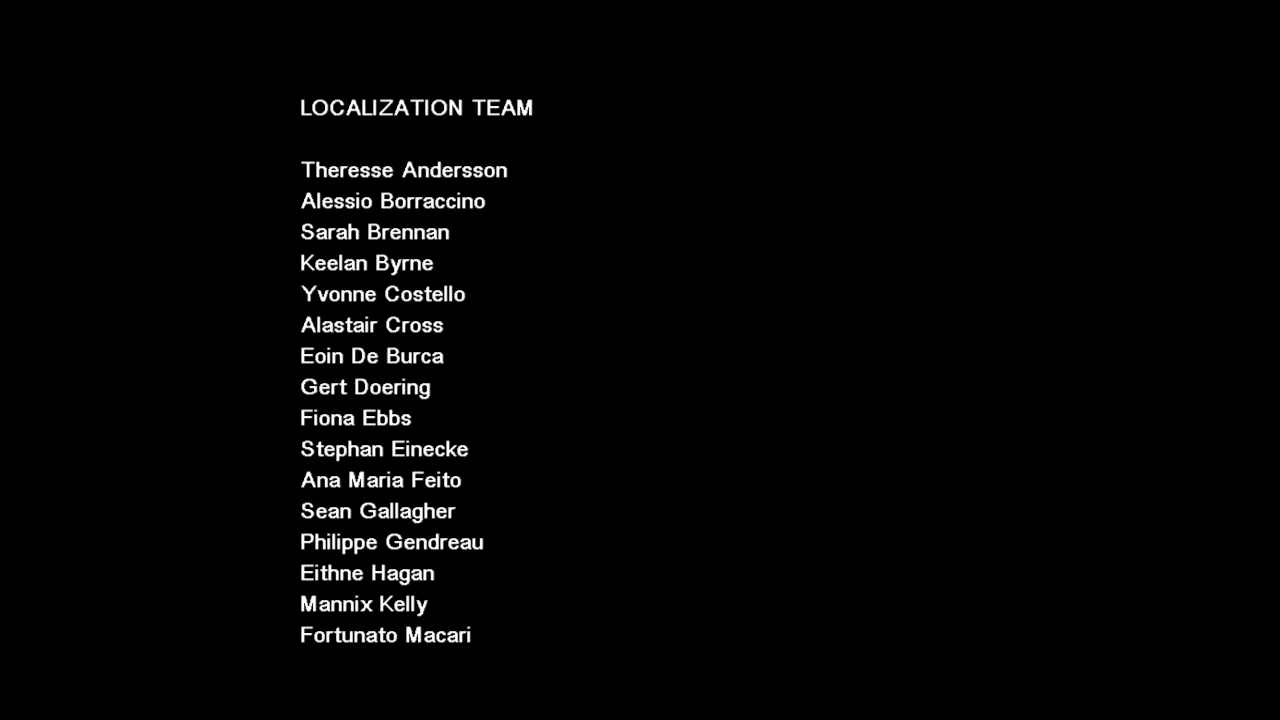 LOCALIZATION TEAM
Theresse Andersson
Alessio Borraccino
Sarah Brennan
Keelan Byrne
Yvonne Costello
Alastair Cross
Eoin De Burca
Gert Doering
Fiona Ebbs
Stephan Einecke
Ana Maria Feito
Sean Gallagher
Philippe Gendreau
Eithne Hagan
Mannix Kelly
Fortunato Macari